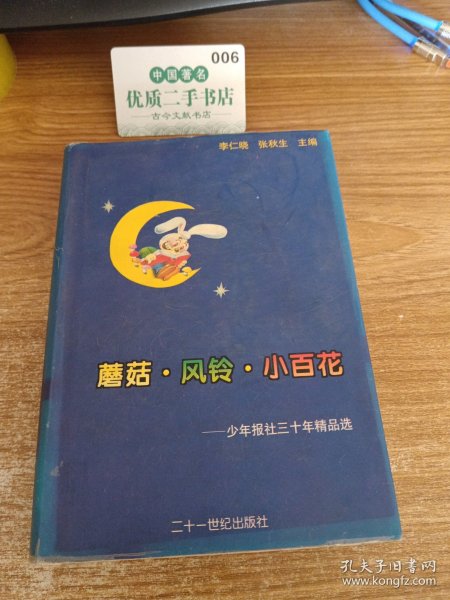 006
中国著名
优质二手书店
古今文献书店
李仁晓 张秋生 主编
蘑菇·风铃·小百花
——少年报社三十年精品选
二十一世纪出版社
孔夫子旧书网
www.kongfz.com